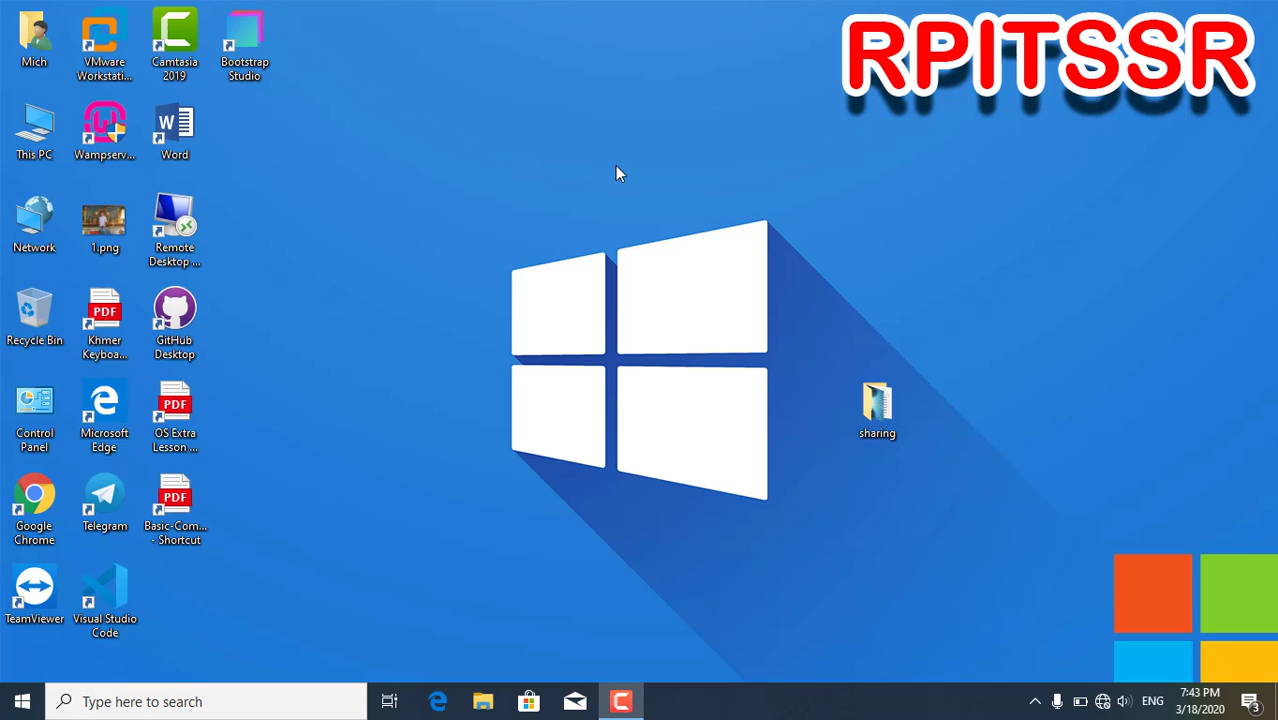 RPITSSR
Mich
VMware
Workstati...
Camtasia
2019
Bootstrap
Studio
This PC
Wampserv...
Word
Network
1.png
Remote
Desktop ...
Recycle Bin
PDF
Khmer
Keyboa...
GitHub
Desktop
Control
Panel
Microsoft
Edge
PDF
OS Extra
Lesson ...
sharing
Google
Chrome
Telegram
PDF
Basic-Com...
- Shortcut
TeamViewer
Visual Studio
Code
Type here to search
ENG
7:43 PM
3/18/2020
3